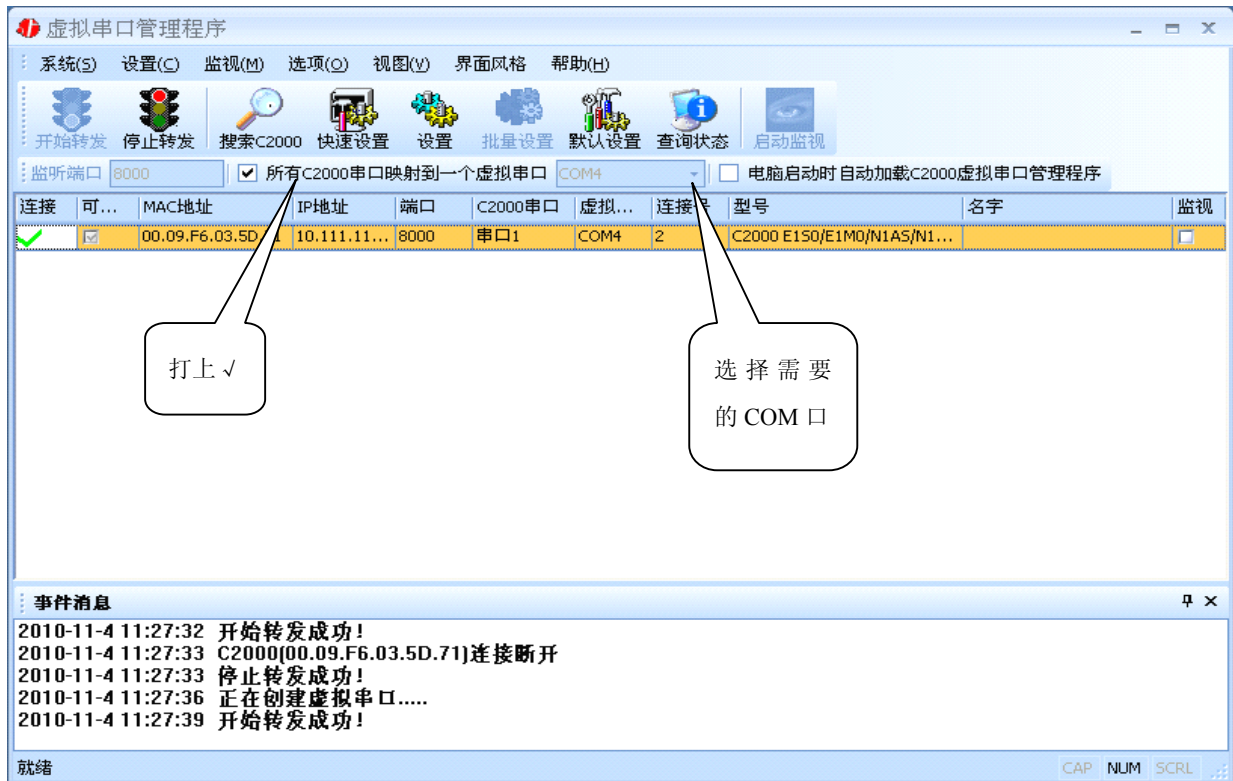 虚拟串口管理程序
系统(S) 设置(C) 监视(M) 选项(O) 视图(V) 界面风格 帮助(H)
开始转发 停止转发 搜索C2000 快速设置 设置 批量设置 默认设置 查询状态 启动监视
监听端口 8000 所有C2000串口映射到一个虚拟串口 COM4 电脑启动时自动加载C2000虚拟串口管理程序
连接 可... MAC地址 IP地址 端口 C2000串口 虚拟... 连接号 型号 名字 监视
00.09.F6.03.5D.71 10.111.11... 8000 串口1 COM4 2 C2000 E1S0/E1M0/N1AS/N1...
打上√
选择需要
的COM口
事件消息
2010-11-4 11:27:32 开始转发成功!
2010-11-4 11:27:33 C2000(00.09.F6.03.5D.71)连接断开
2010-11-4 11:27:33 停止转发成功!
2010-11-4 11:27:36 正在创建虚拟串口.....
2010-11-4 11:27:39 开始转发成功!
就绪 CAP NUM SCRL